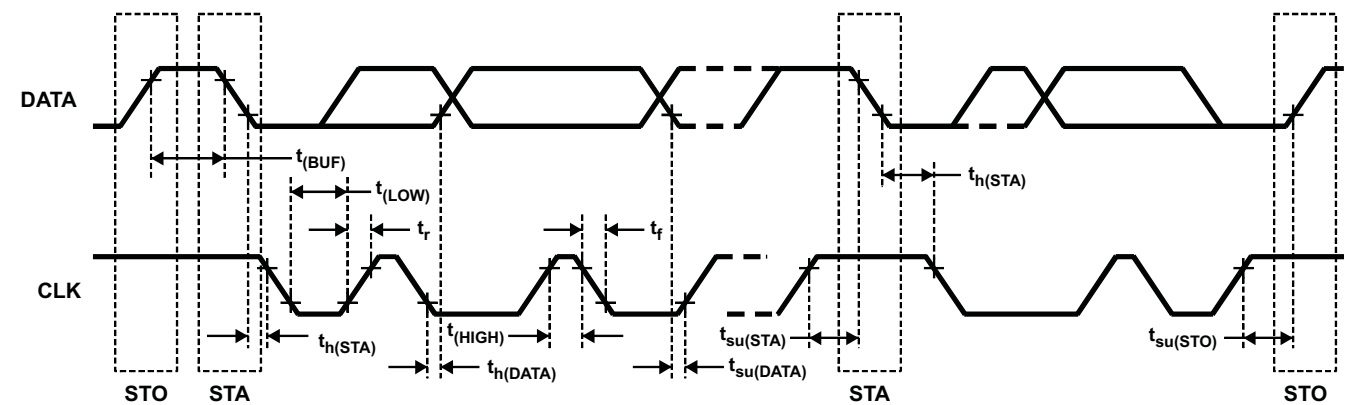 DATA
t(BUF)
t(LOW)
th(STA)
tr
tf
CLK
th(STA)
t(HIGH)
th(DATA)
tsu(DATA)
tsu(STA)
tsu(STO)
STO STA STA STO